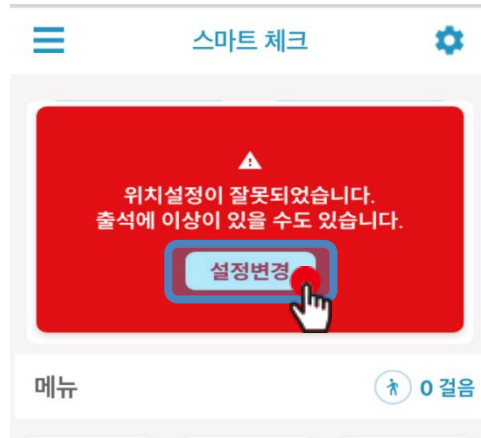 스마트 체크
위치설정이 잘못되었습니다.
출석에 이상이 있을 수도 있습니다.
설정변경
메뉴
0 걸음